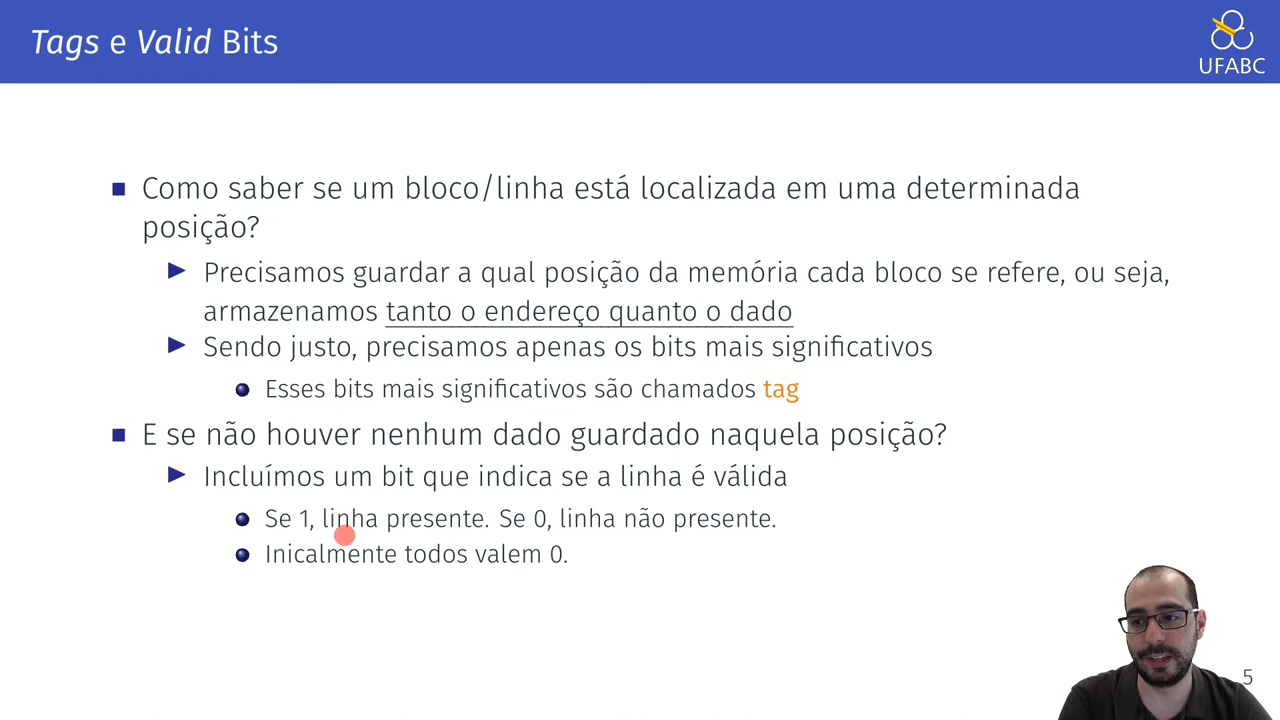 Tags e Valid Bits
UFABC
Como saber se um bloco/linha está localizada em uma determinada
posição?
Precisamos guardar a qual posição da memória cada bloco se refere, ou seja,
armazenamos tanto o endereço quanto o dado
Sendo justo, precisamos apenas os bits mais significativos
Esses bits mais significativos são chamados tag
E se não houver nenhum dado guardado naquela posição?
Incluímos um bit que indica se a linha é válida
Se 1, linha presente. Se 0, linha não presente.
Inicalmente todos valem 0.
5